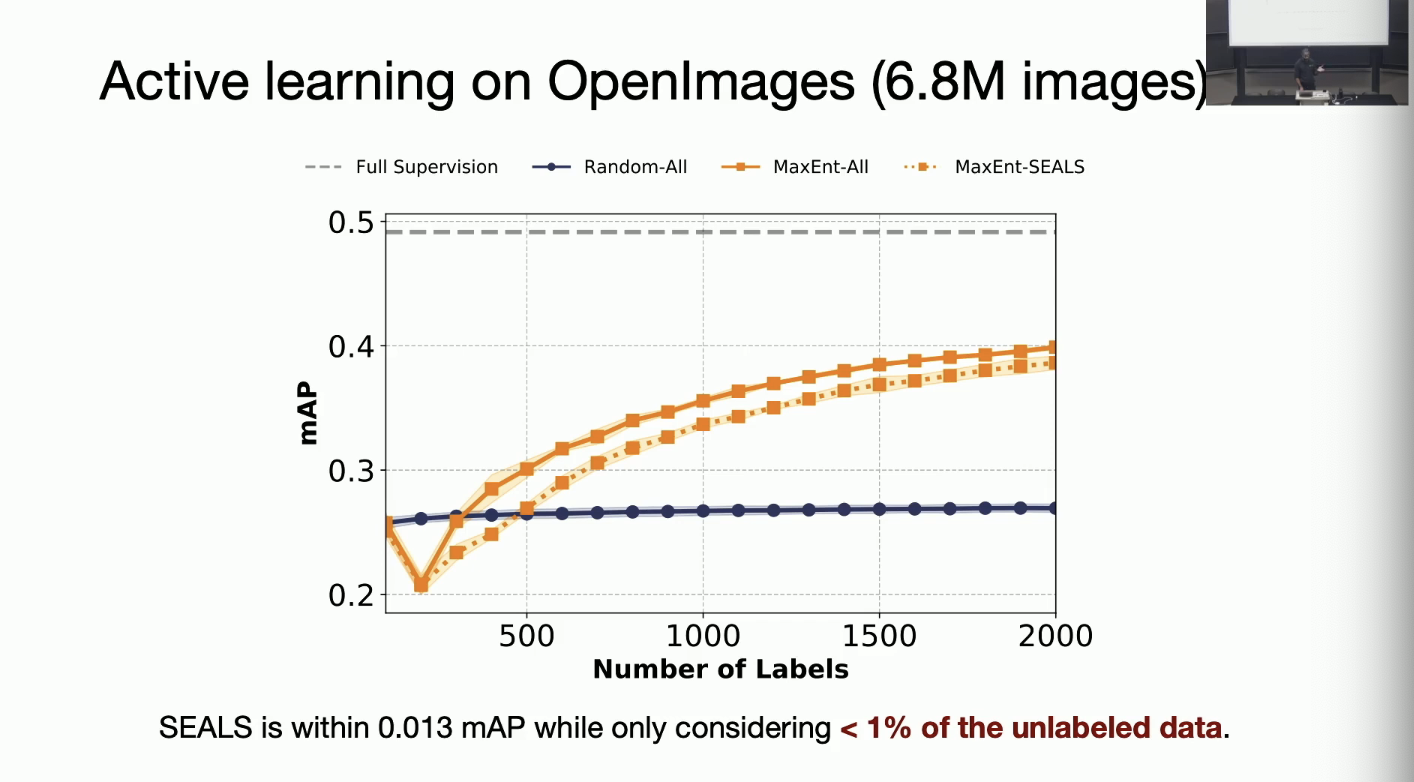 Active learning on OpenImages (6.8M images)
Full Supervision Random-All MaxEnt-All MaxEnt-SEALS
0.5
0.4
0.3
0.2
mAP
500 1000 1500 2000
Number of Labels
SEALS is within 0.013 mAP while only considering < 1% of the unlabeled data.